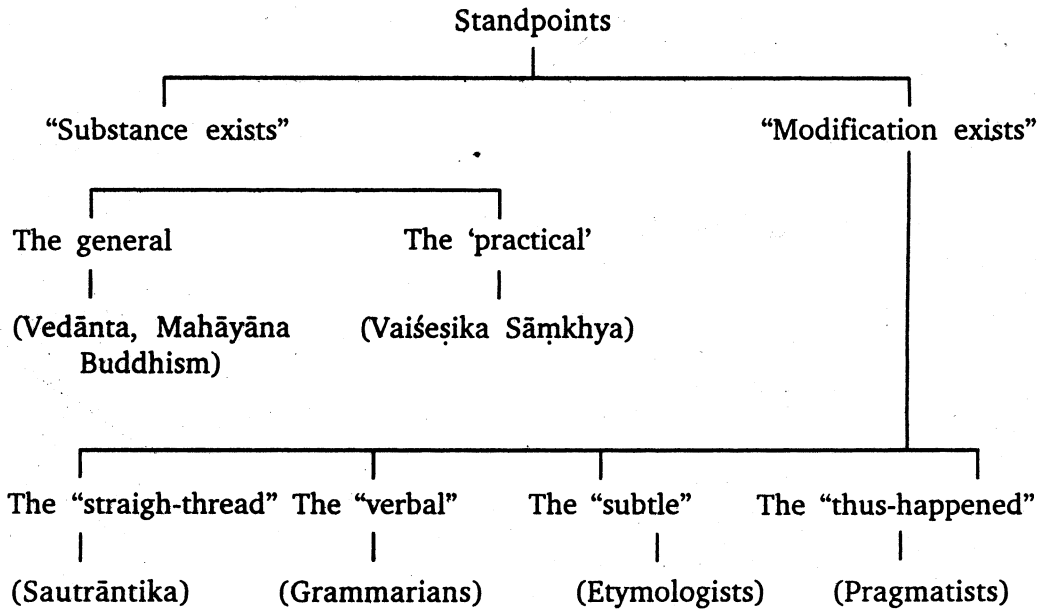 Standpoints
“Substance exists” “Modification exists”
The general The ‘practical’
(Vedānta, Mahāyāna (Vaiśeṣika Sāṃkhya)
Buddhism)
The “straigh-thread” The “verbal” The “subtle” The “thus-happened”
(Sautrāntika) (Grammarians) (Etymologists) (Pragmatists)